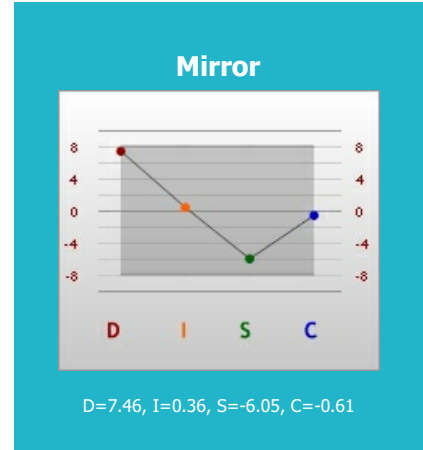 Mirror
8 8
4 4
0 0
-4 -4
-8 -8
D I S C
D=7.46, I=0.36, S=-6.05, C=-0.61